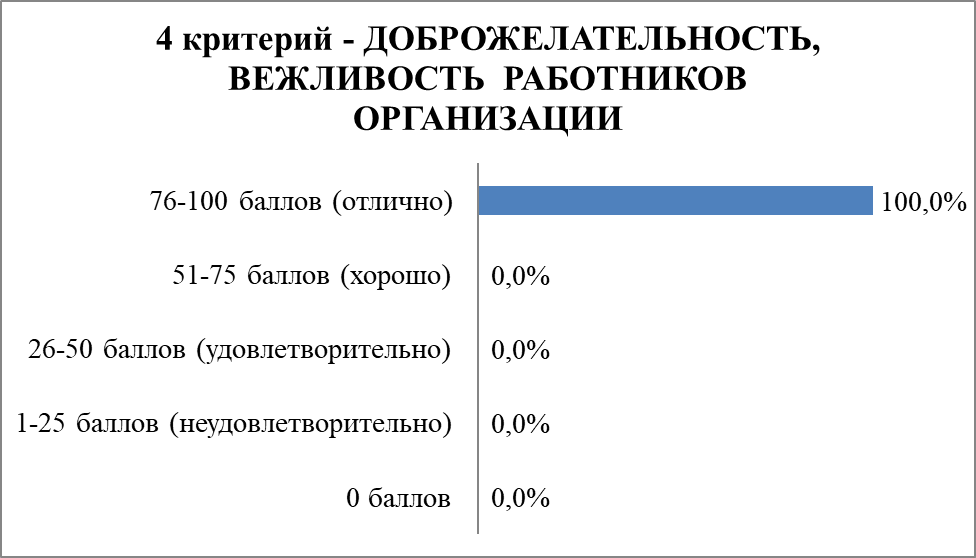 4 критерий - ДОБРОЖЕЛАТЕЛЬНОСТЬ,
ВЕЖЛИВОСТЬ РАБОТНИКОВ
ОРГАНИЗАЦИИ
76-100 баллов (отлично) 100,0%
51-75 баллов (хорошо) 0,0%
26-50 баллов (удовлетворительно) 0,0%
1-25 баллов (неудовлетворительно) 0,0%
0 баллов 0,0%